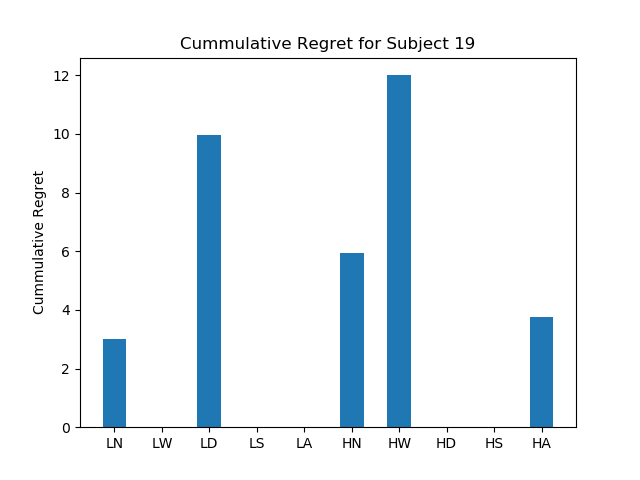 Cummulative Regret for Subject 19
Cummulative Regret
12
10
8
6
4
2
0
LN LW LD LS LA HN HW HD HS HA